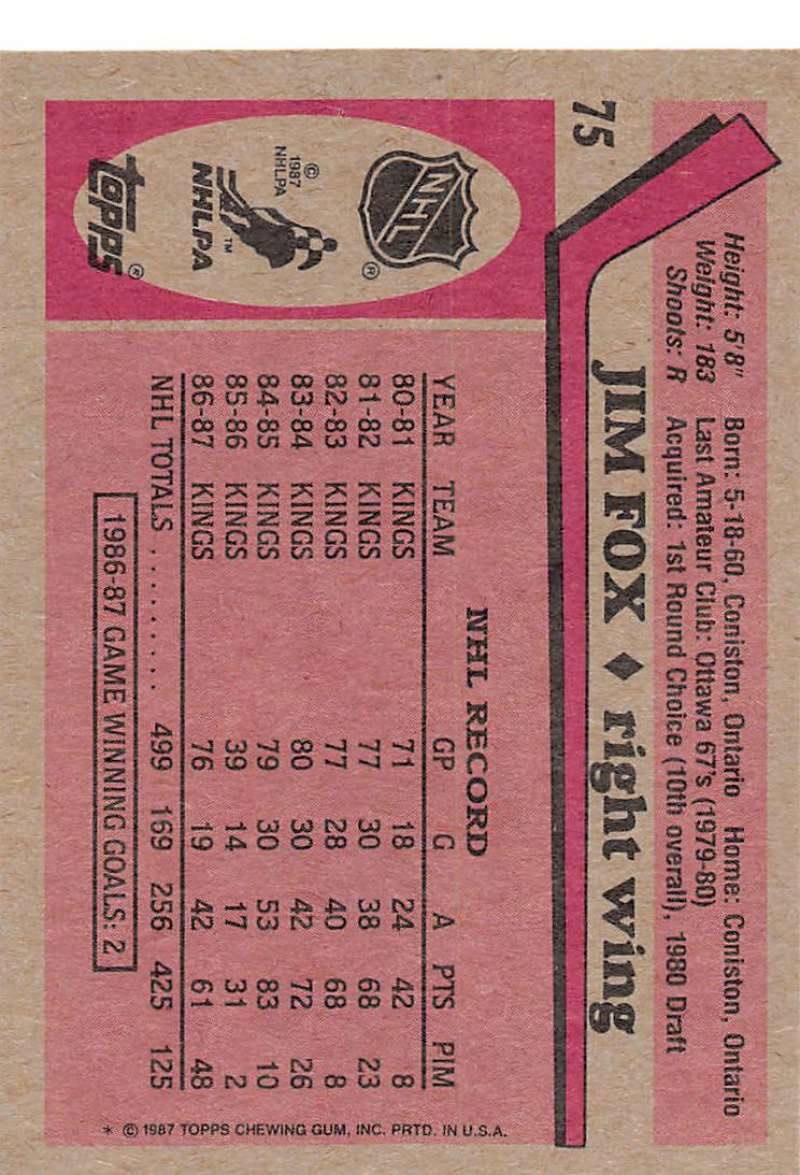 75
Height: 5'8" Born: 5-18-60, Coniston, Ontario Home: Coniston, Ontario
Weight: 183 Last Amateur Club: Ottawa 67's (1979-80)
Shoots: R Acquired: 1st Round Choice (10th overall), 1980 Draft
JIM FOX ♦ right wing
NHL
®
© 1987 NHLPA
™
NHLPA
TOPPS®
NHL RECORD
YEAR TEAM GP G A PTS PIM
80-81 KINGS 71 18 24 42 8
81-82 KINGS 77 30 38 68 23
82-83 KINGS 77 28 40 68 8
83-84 KINGS 80 30 42 72 26
84-85 KINGS 79 30 53 83 10
85-86 KINGS 39 14 17 31 2
86-87 KINGS 76 19 42 61 48
NHL TOTALS ......... 499 169 256 425 125
1986-87 GAME WINNING GOALS: 2
* © 1987 TOPPS CHEWING GUM, INC. PRTD. IN U.S.A.